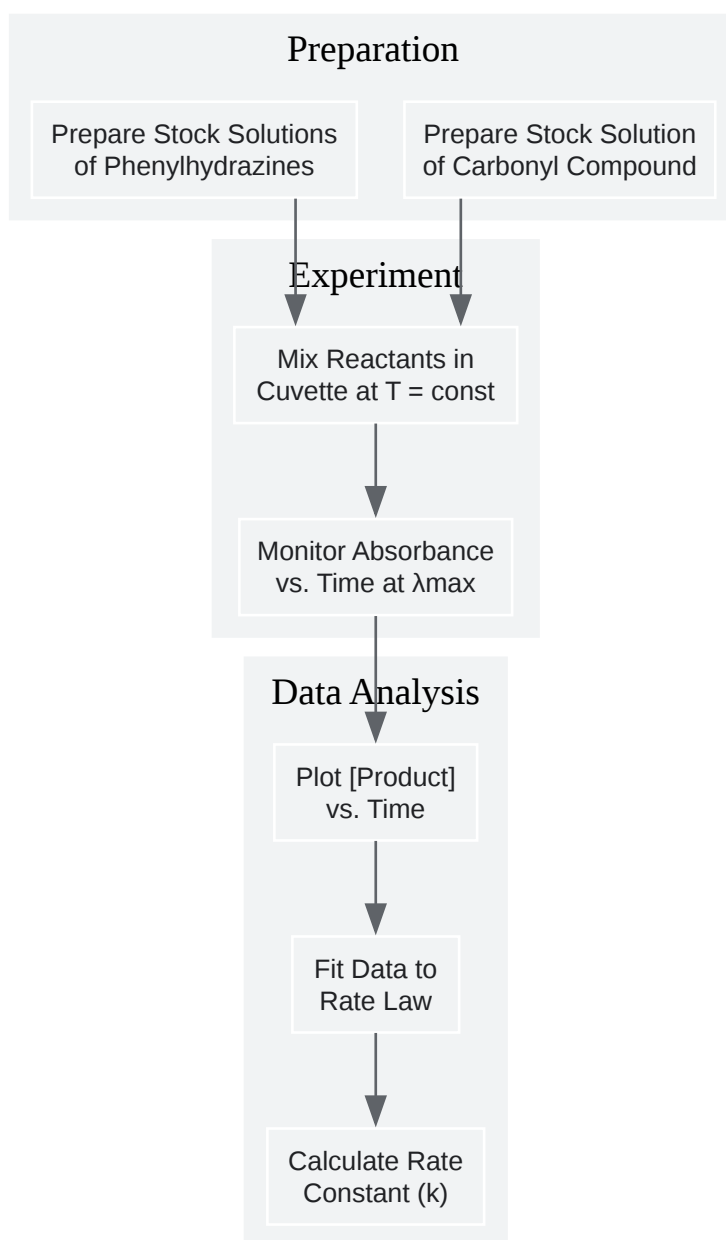 Preparation
Prepare Stock Solutions
of Phenylhydrazines
Prepare Stock Solution
of Carbonyl Compound
Experiment
Mix Reactants in
Cuvette at T = const
Monitor Absorbance
vs. Time at λmax
Data Analysis
Plot [Product]
vs. Time
Fit Data to
Rate Law
Calculate Rate
Constant (k)